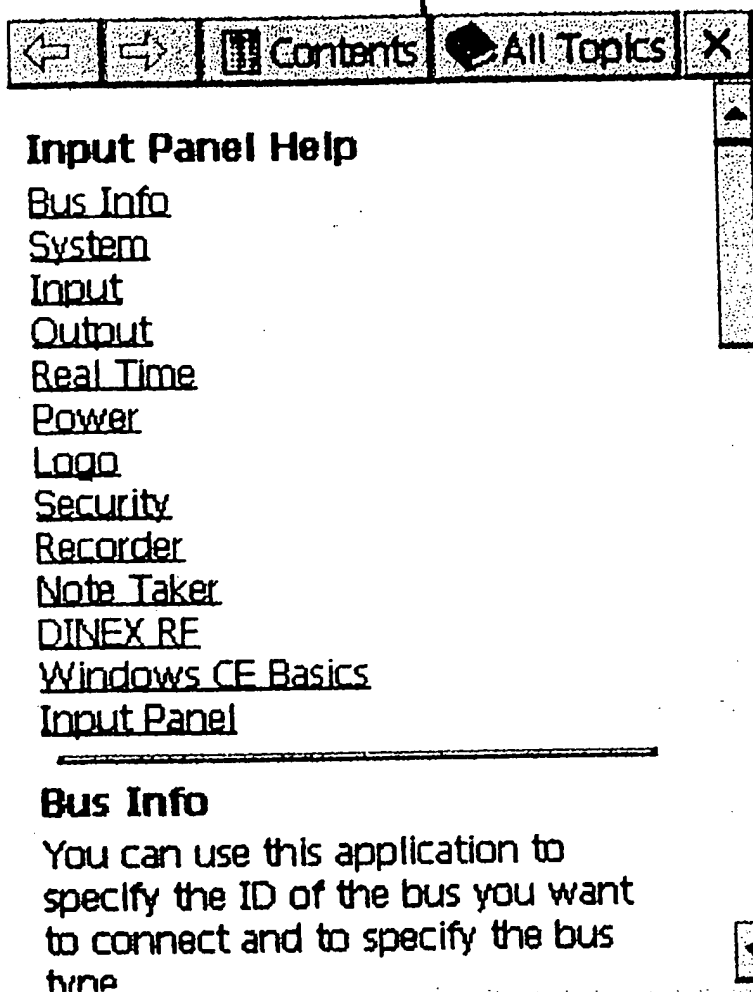 Contents All Topics
Input Panel Help
Bus Info
System
Input
Output
Real Time
Power
Logo
Security
Recorder
Note Taker
DINEX RF
Windows CE Basics
Input Panel
Bus Info
You can use this application to
specify the ID of the bus you want
to connect and to specify the bus
type